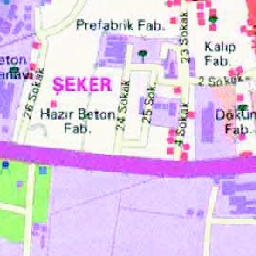 Prefabrik Fab.
23 Sokak
Kalıp
Fab.
eton
2 Sokak
ŞEKER
26 Sokak
Hazır Beton
Fab.
24 Sokak
25 Sok.
4 Sokak
Fab.